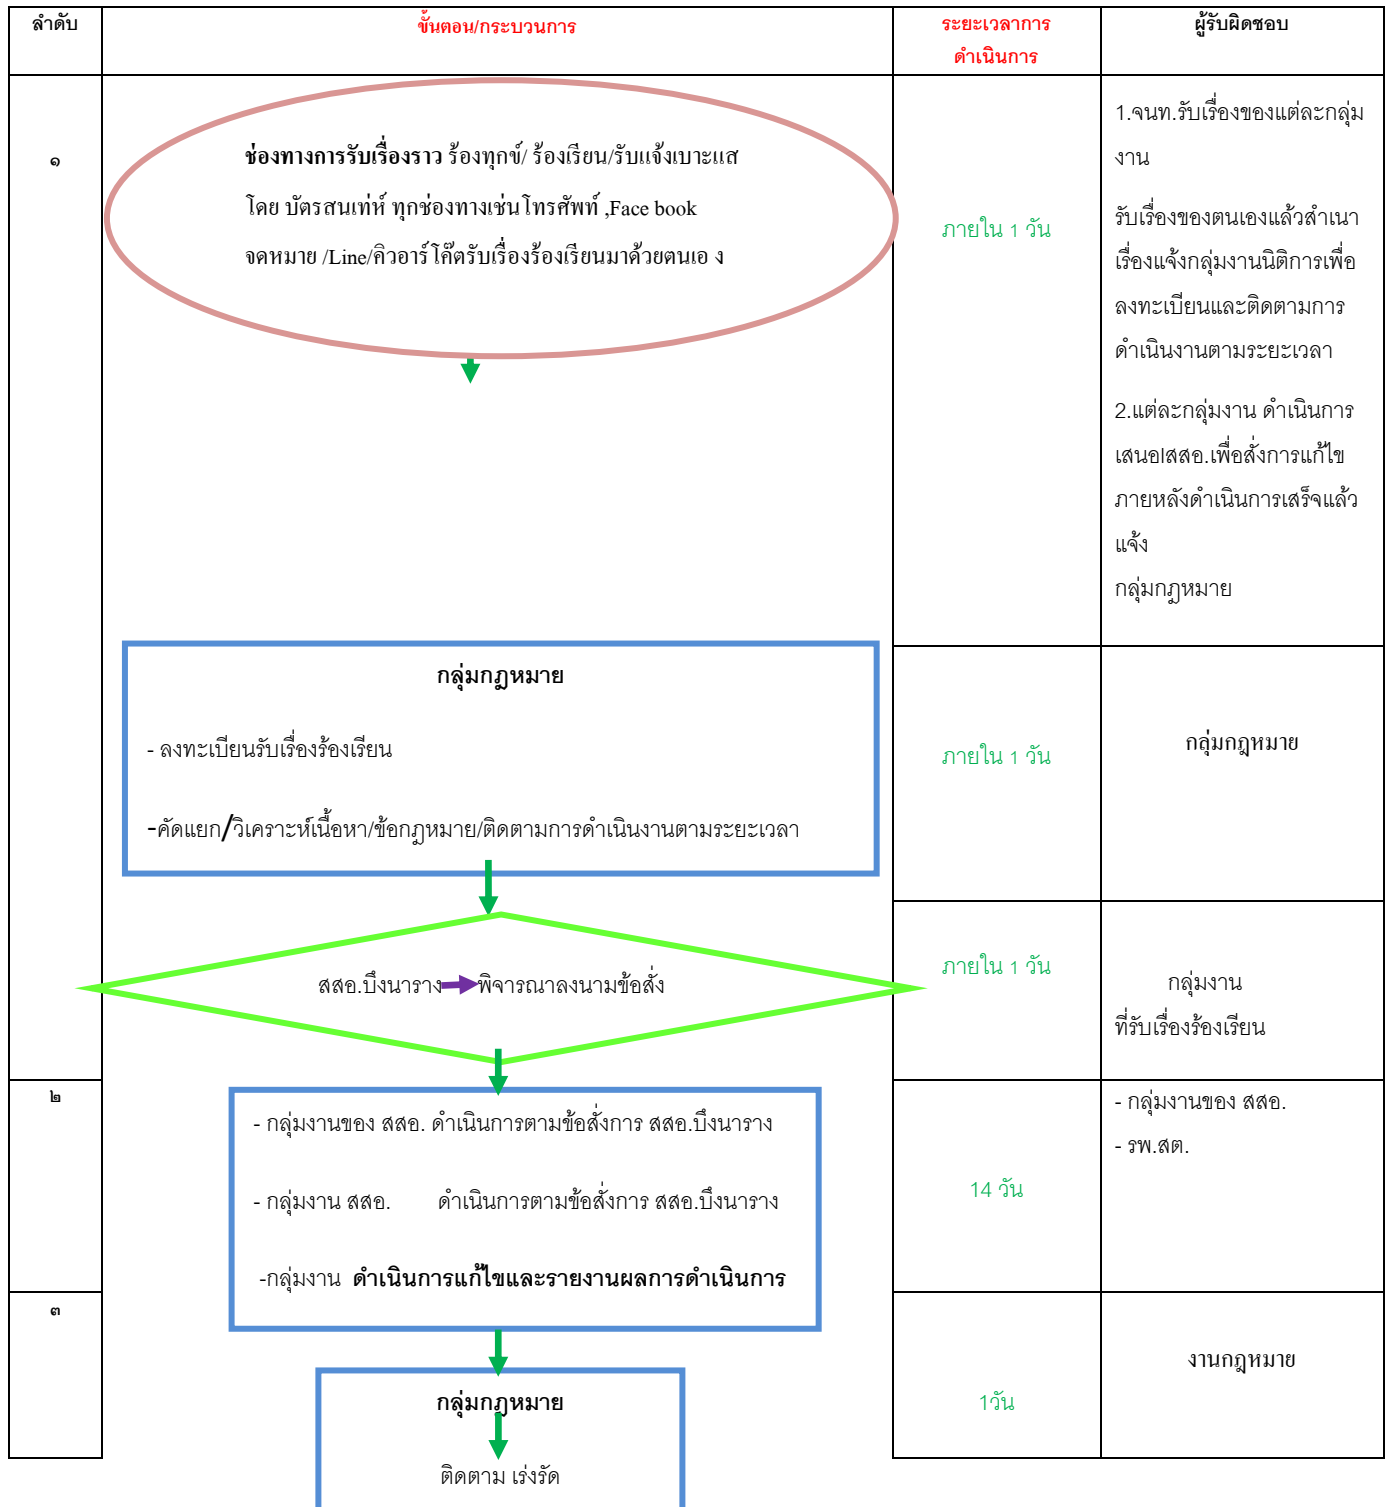 ลำดับ
ขั้นตอน/กระบวนการ
ระยะเวลาการ
ดำเนินการ
ผู้รับผิดชอบ
๑
ช่องทางการรับเรื่องราว ร้องทุกข์/ ร้องเรียน/รับแจ้งเบาะแส
โดย บัตรสนเท่ห์ ทุกช่องทางเช่นโทรศัพท์ ,Face book
จดหมาย /Line/คิวอาร์โค๊ตรับเรื่องร้องเรียนมาด้วยตนเอ ง
ภายใน 1 วัน
1.จนท.รับเรื่องของแต่ละกลุ่ม
งาน
รับเรื่องของตนเองแล้วสำเนา
เรื่องแจ้งกลุ่มงานนิติการเพื่อ
ลงทะเบียนและติดตามการ
ดำเนินงานตามระยะเวลา
2.แต่ละกลุ่มงาน ดำเนินการ
เสนอlสสอ.เพื่อสั่งการแก้ไข
ภายหลังดำเนินการเสร็จแล้ว
แจ้ง
กลุ่มกฎหมาย
กลุ่มกฎหมาย
- ลงทะเบียนรับเรื่องร้องเรียน
-คัดแยก/วิเคราะห์เนื้อหา/ข้อกฎหมาย/ติดตามการดำเนินงานตามระยะเวลา
ภายใน 1 วัน
กลุ่มกฎหมาย
สสอ.บึงนาราง พิจารณาลงนามข้อสั่ง
ภายใน 1 วัน
กลุ่มงาน
ที่รับเรื่องร้องเรียน
๒
- กลุ่มงานของ สสอ. ดำเนินการตามข้อสั่งการ สสอ.บึงนาราง
- กลุ่มงาน สสอ. ดำเนินการตามข้อสั่งการ สสอ.บึงนาราง
-กลุ่มงาน ดำเนินการแก้ไขและรายงานผลการดำเนินการ
14 วัน
- กลุ่มงานของ สสอ.
- รพ.สต.
๓
กลุ่มกฎหมาย
ติดตาม เร่งรัด
1วัน
งานกฎหมาย